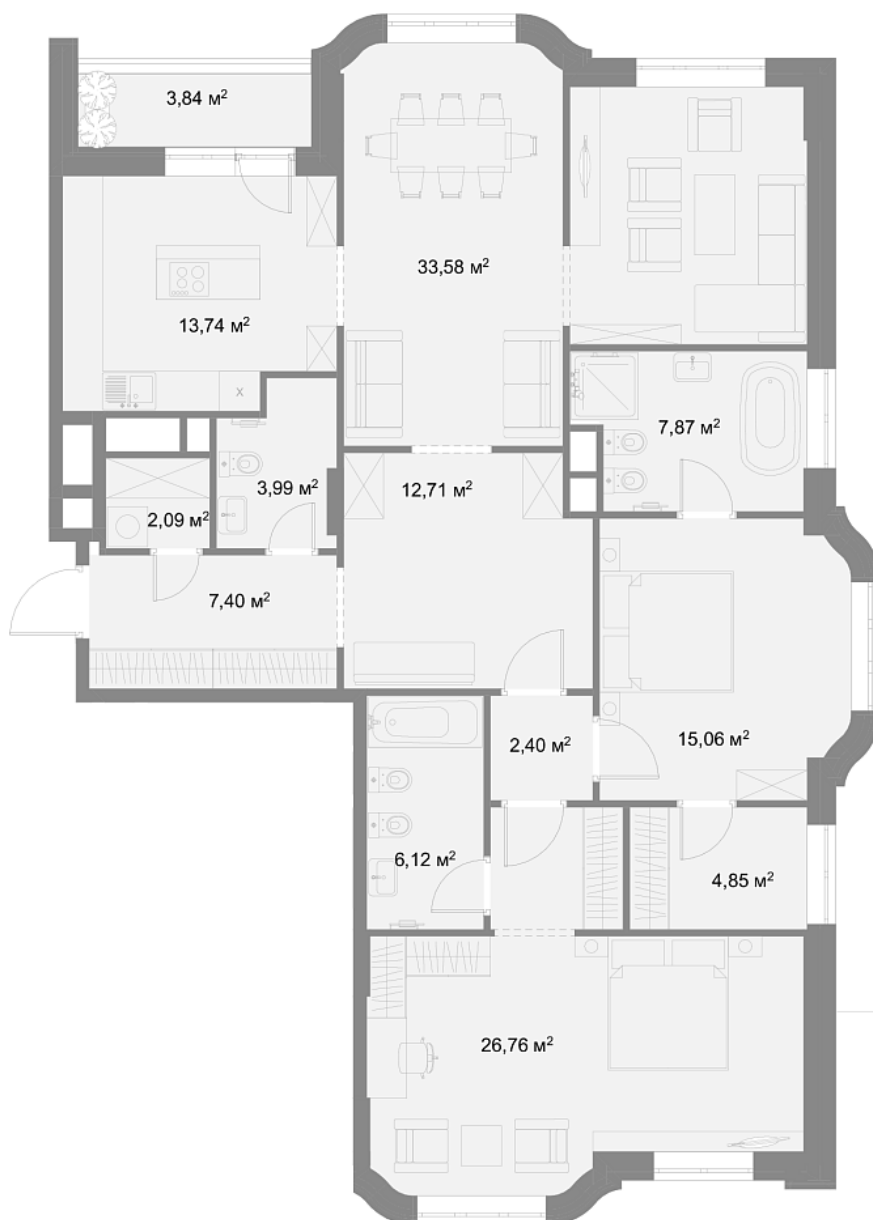 3,84 м²
33,58 м²
13,74 м²
x
7,87 м²
3,99 м²
12,71 м²
2,09 м²
7,40 м²
2,40 м²
15,06 м²
6,12 м²
4,85 м²
26,76 м²